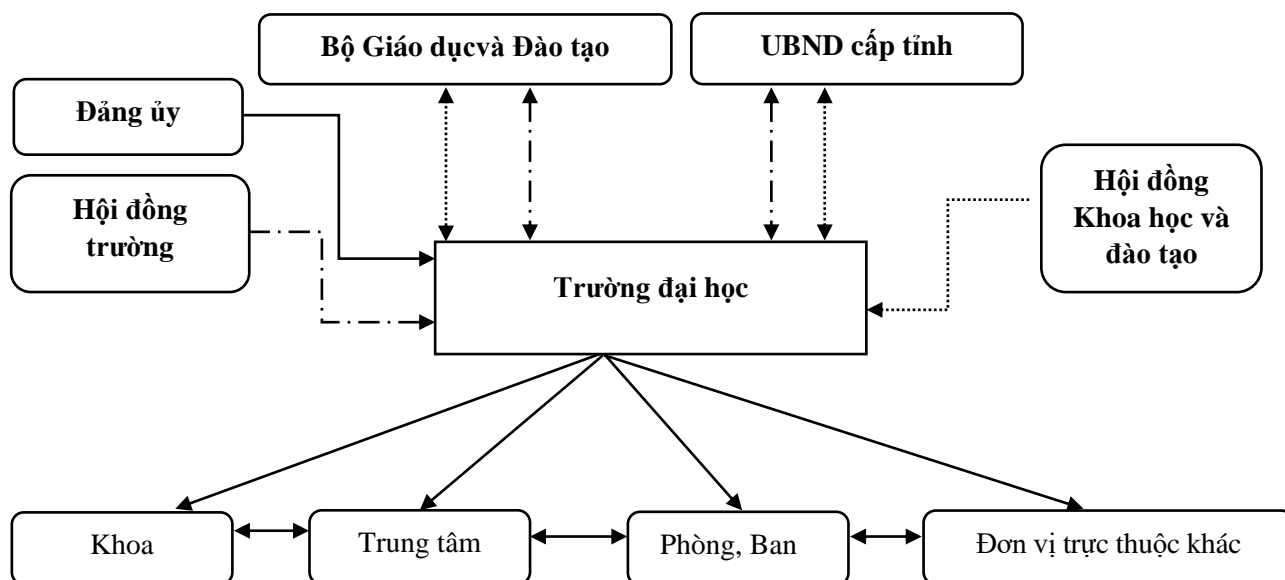 Bộ Giáo dụcvà Đào tạo
UBND cấp tỉnh
Đảng ủy
Hội đồng
trường
Hội đồng
Khoa học và
đào tạo
Trường đại học
Khoa
Trung tâm
Phòng, Ban
Đơn vị trực thuộc khác